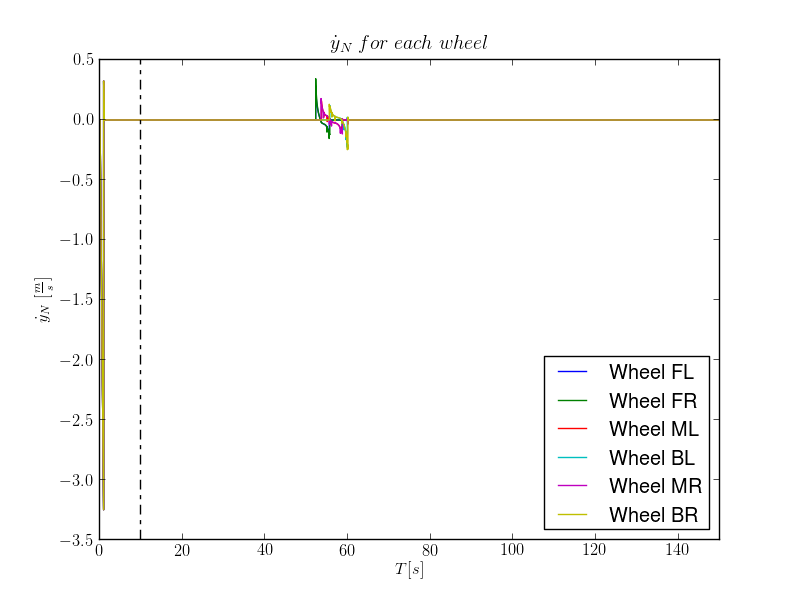 ẏ_N for each wheel
0.5
0.0
−0.5
−1.0
−1.5
−2.0
−2.5
−3.0
−3.5
ẏ_N [m/s]
0 20 40 60 80 100 120 140
T[s]
Wheel FL
Wheel FR
Wheel ML
Wheel BL
Wheel MR
Wheel BR